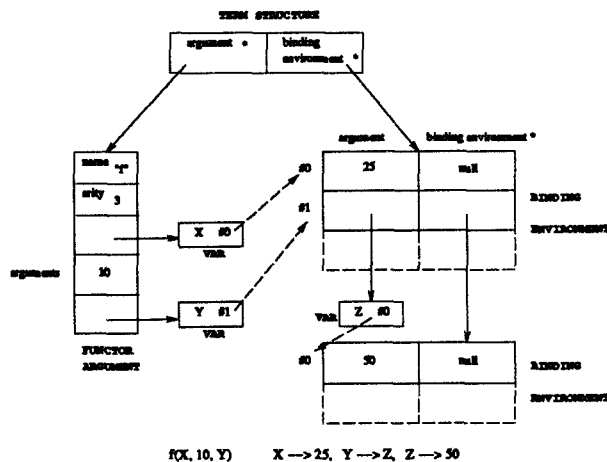 TERM STRUCTURE
argument *
binding
environment *
argument
binding environment *
name "f"
arity 3
#0
25
null
#1
BINDING
ENVIRONMENT
X #0
VAR
arguments
10
Y #1
VAR
VAR
Z #0
FUNCTOR
ARGUMENT
#0
50
null
BINDING
ENVIRONMENT
f(X, 10, Y) X ---> 25, Y ---> Z, Z ---> 50